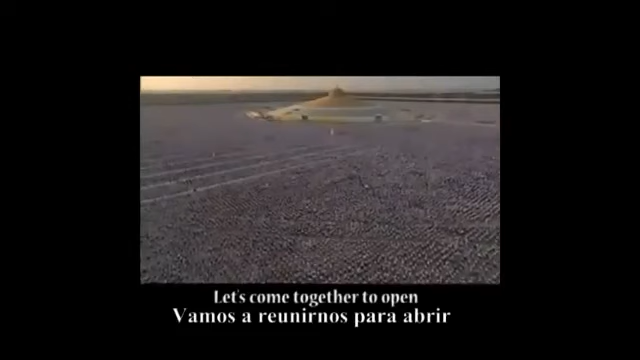 Let's come together to open
Vamos a reunirnos para abrir